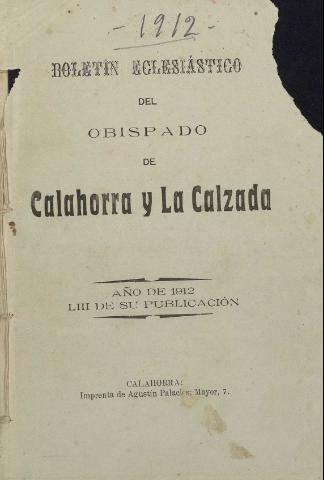 - 1912 -
BOLETÍN ECLESIÁSTICO
DEL
OBISPADO
DE
Calahorra y La Calzada
AÑO DE 1912
LIII DE SU PUBLICACIÓN
CALAHORRA:
Imprenta de Agustín Palacios; Mayor, 7.